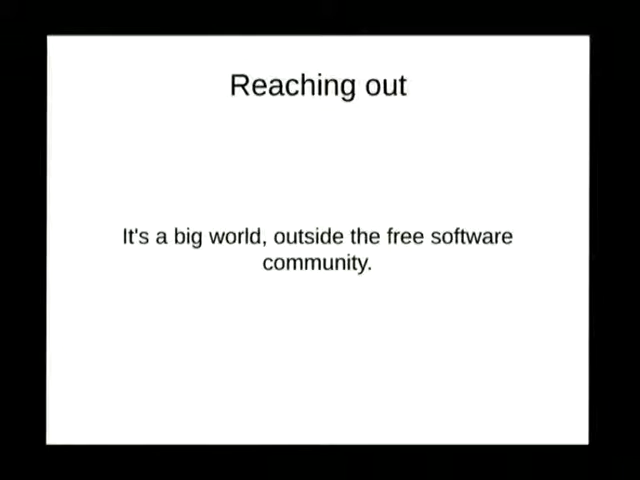 Reaching out
It's a big world, outside the free software
community.